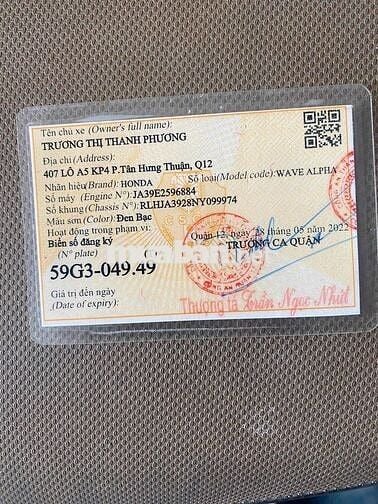 Tên chủ xe (Owner's full name):
TRƯƠNG THỊ THANH PHƯƠNG
Địa chỉ (Address):
407 LÔ A5 KP4 P.Tân Hưng Thuận, Q12
Nhãn hiệu(Brand): HONDA Số loại(Model code):WAVE ALPHA
Số máy (Engine N°):JA39E2596884
Số khung(Chassis N°):RLHJA3928NY099974
Màu sơn(Color):Đen Bạc
Hoạt động trong phạm vi: Quận 12, ngày 05 2022
Biển số đăng ký TRƯỞNG CA QUẬN
(N° plate)
59G3-049.49
Giá trị đến ngày
(Date of expiry):
Thượng tá Trần Ngọc Nhứt